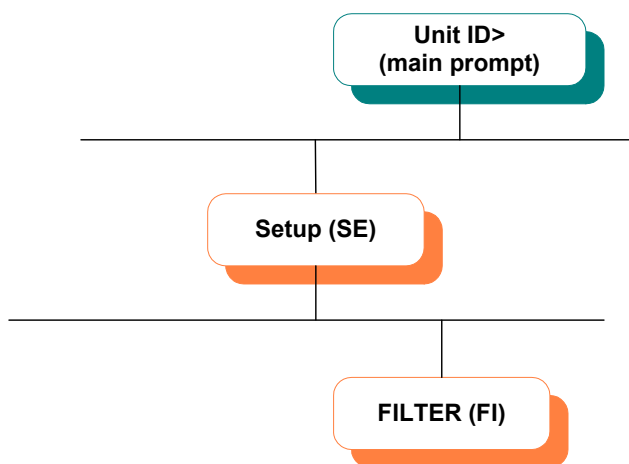 Unit ID>
(main prompt)
Setup (SE)
FILTER (FI)